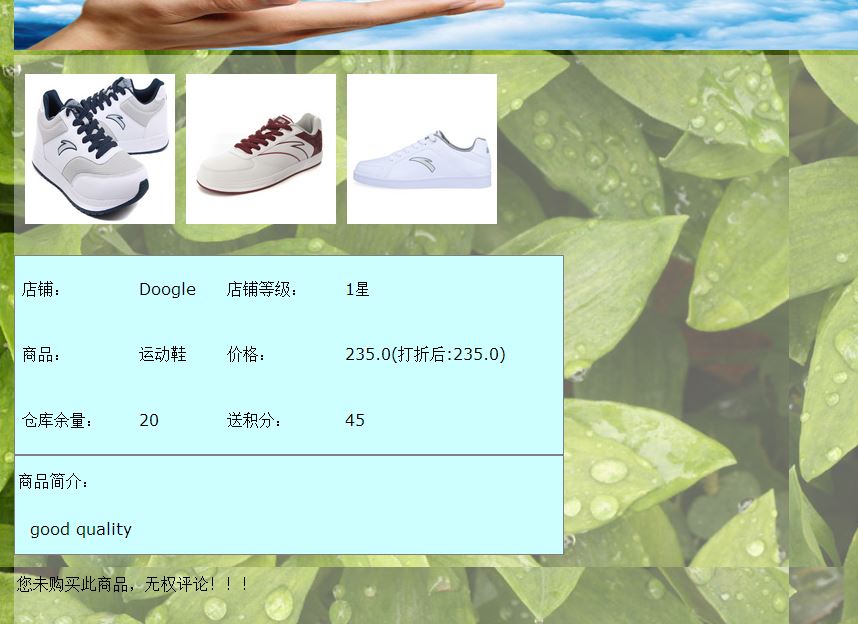 店铺: Doogle 店铺等级: 1星
商品: 运动鞋 价格: 235.0(打折后:235.0)
仓库余量: 20 送积分: 45
商品简介:
good quality
您未购买此商品，无权评论！！！